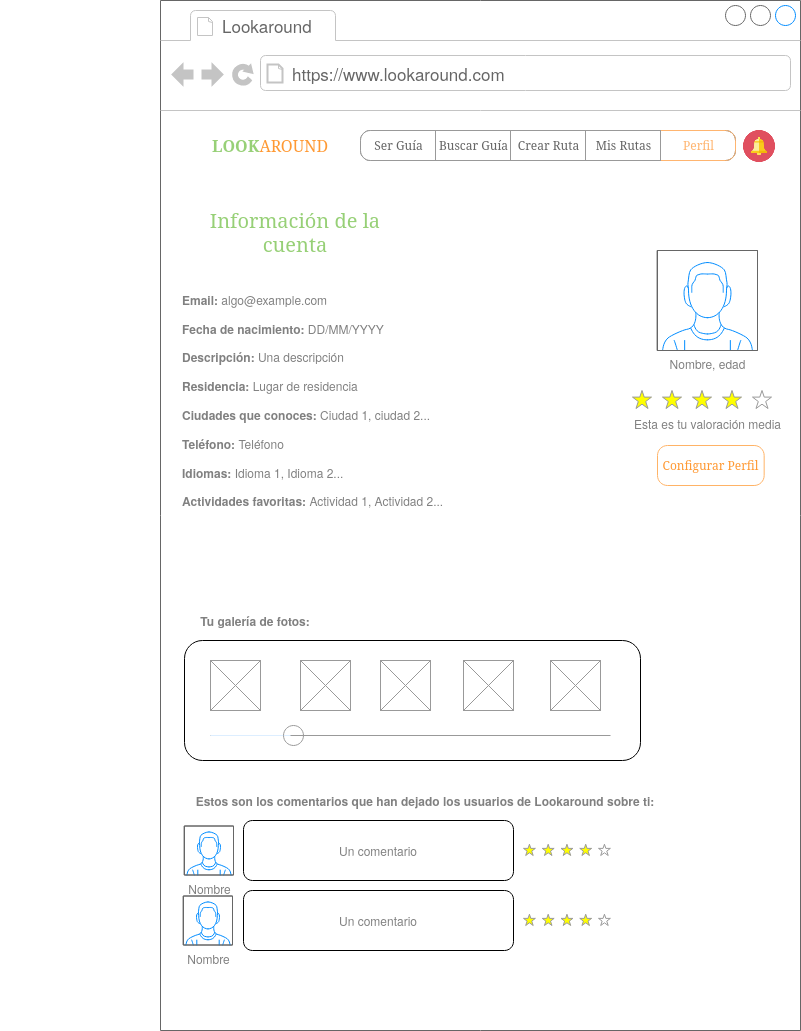 Lookaround
https://www.lookaround.com
LOOKAROUND
Ser Guía
Buscar Guía
Crear Ruta
Mis Rutas
Perfil
Información de la
cuenta
Email: algo@example.com
Fecha de nacimiento: DD/MM/YYYY
Descripción: Una descripción
Residencia: Lugar de residencia
Ciudades que conoces: Ciudad 1, ciudad 2...
Teléfono: Teléfono
Idiomas: Idioma 1, Idioma 2...
Actividades favoritas: Actividad 1, Actividad 2...
Nombre, edad
Esta es tu valoración media
Configurar Perfil
Tu galería de fotos:
Estos son los comentarios que han dejado los usuarios de Lookaround sobre ti:
Un comentario
Nombre
Un comentario
Nombre